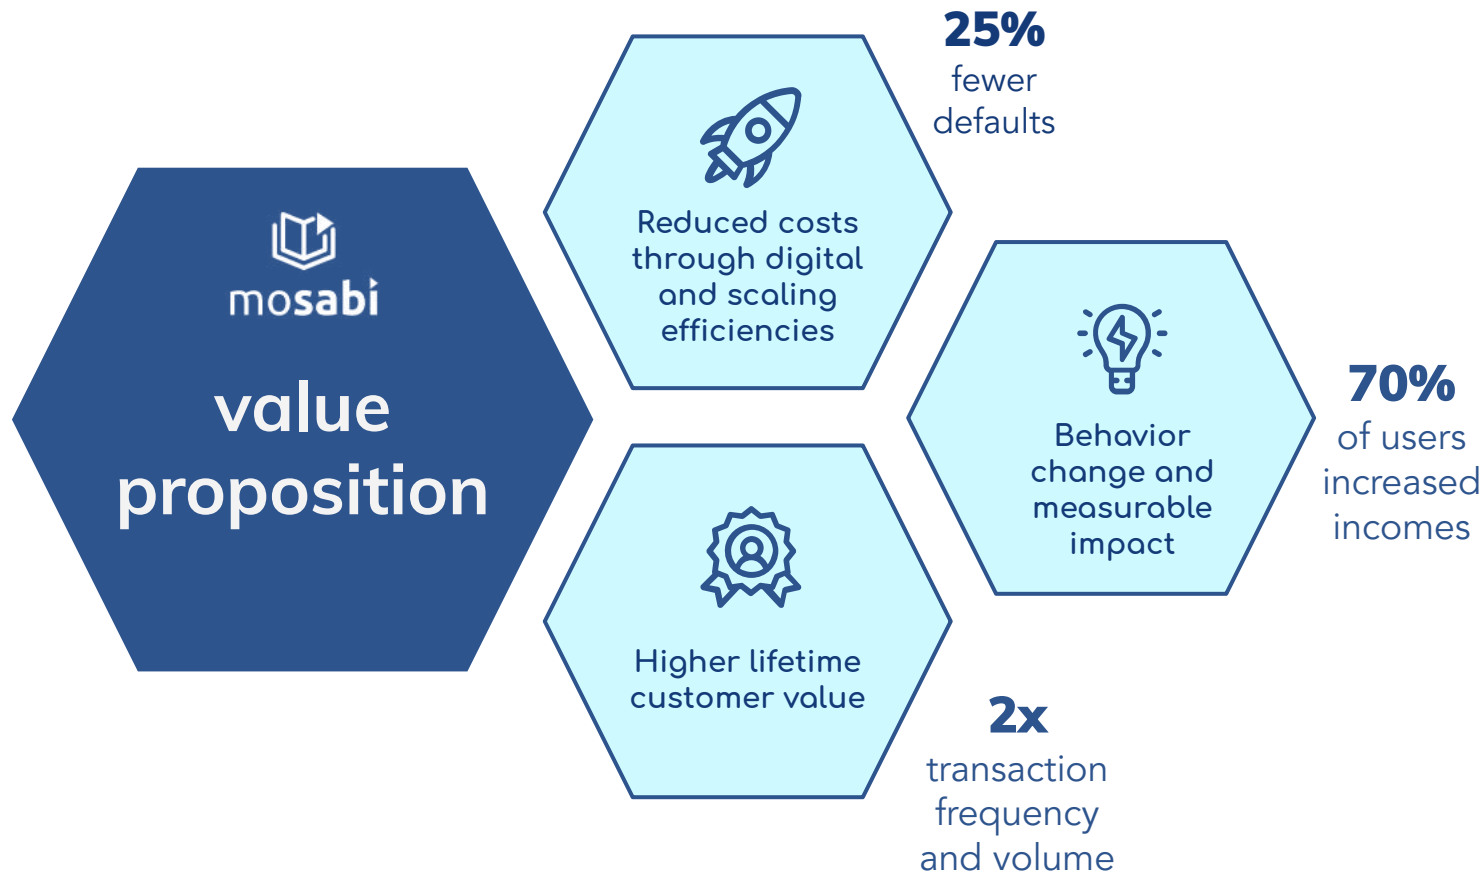 mosabi
value
proposition
Reduced costs
through digital
and scaling
efficiencies
25%
fewer
defaults
Behavior
change and
measurable
impact
70%
of users
increased
incomes
Higher lifetime
customer value
2x
transaction
frequency
and volume